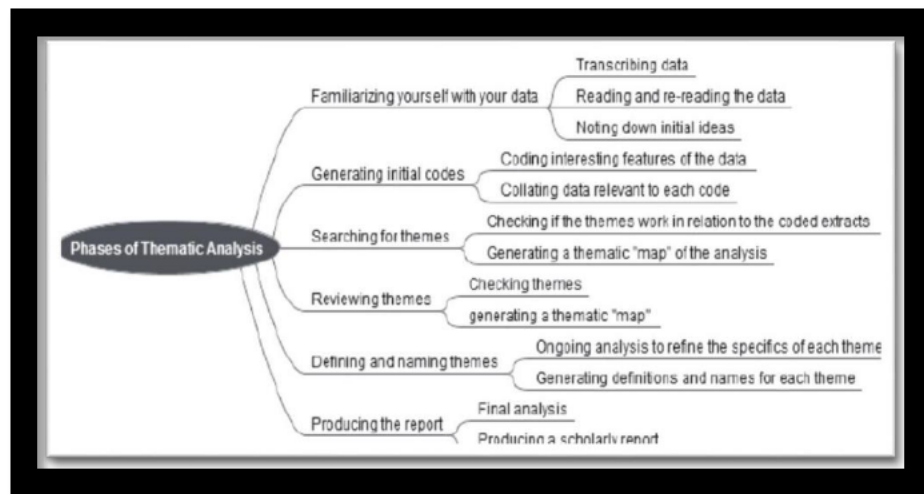 Phases of Thematic Analysis
Familiarizing yourself with your data
Transcribing data
Reading and re-reading the data
Noting down initial ideas
Generating initial codes
Coding interesting features of the data
Collating data relevant to each code
Searching for themes
Checking if the themes work in relation to the coded extracts
Generating a thematic "map" of the analysis
Reviewing themes
Checking themes
generating a thematic "map"
Defining and naming themes
Ongoing analysis to refine the specifics of each theme
Generating definitions and names for each theme
Producing the report
Final analysis
Producing a scholarly report